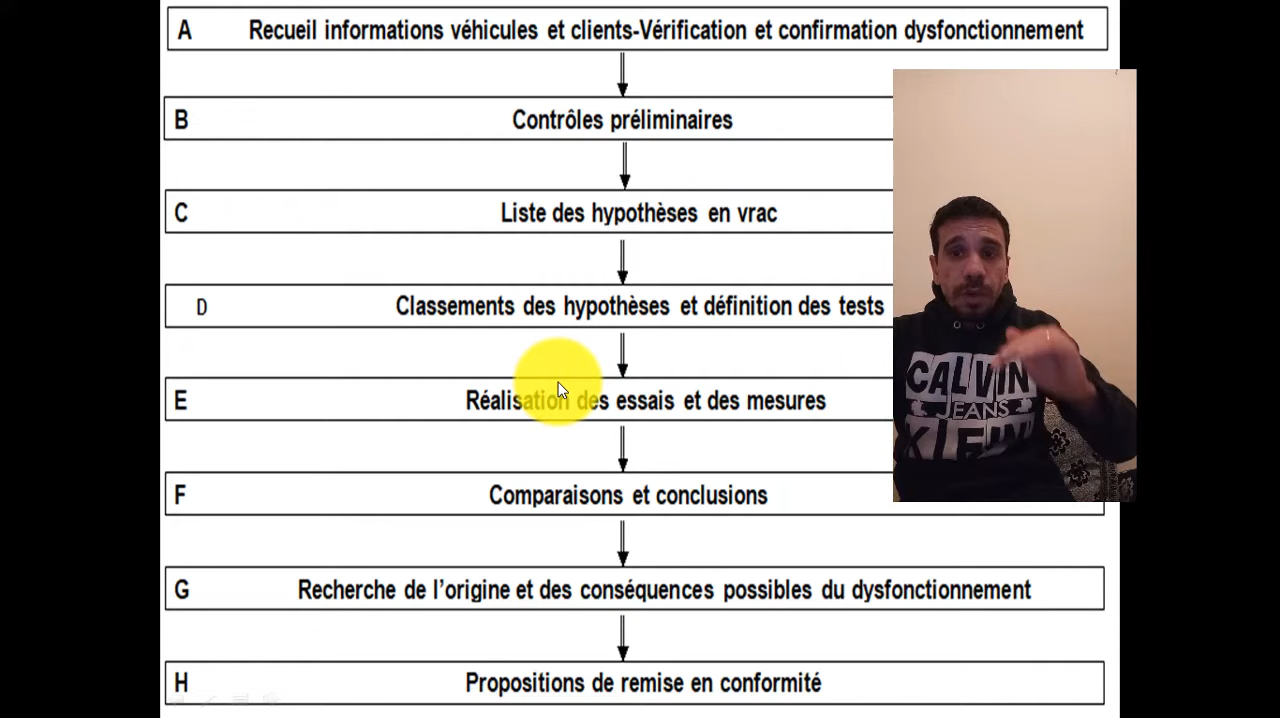 A Recueil informations véhicules et clients-Vérification et confirmation dysfonctionnement
B Contrôles préliminaires
C Liste des hypothèses en vrac
D Classements des hypothèses et définition des tests
E Réalisation des essais et des mesures
F Comparaisons et conclusions
G Recherche de l'origine et des conséquences possibles du dysfonctionnement
H Propositions de remise en conformité
CALVIN
JEANS
KLEIN